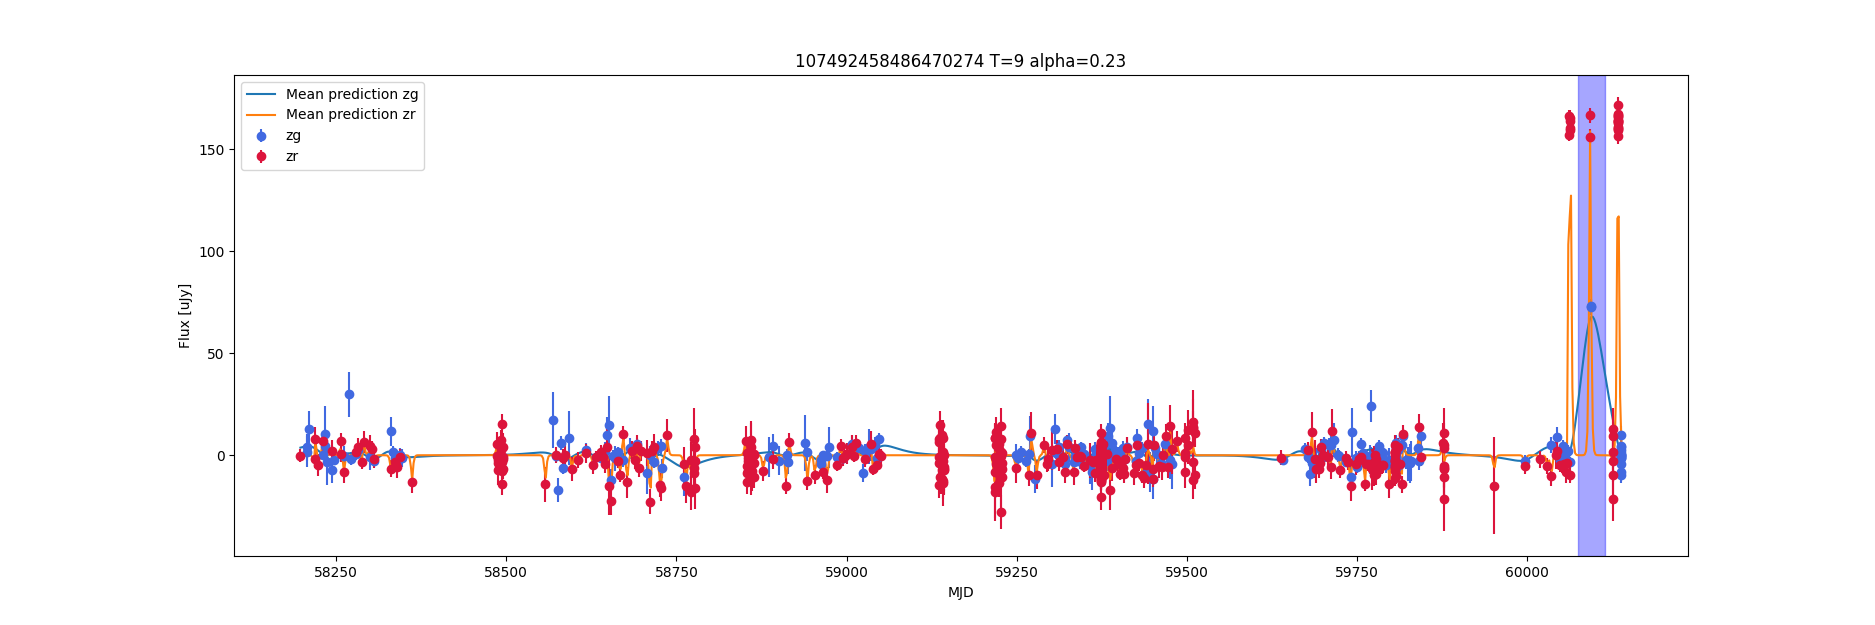 107492458486470274 T=9 alpha=0.23
Mean prediction zg
Mean prediction zr
zg
zr
Flux [uJy]
150
100
50
0
58250 58500 58750 59000 59250 59500 59750 60000
MJD